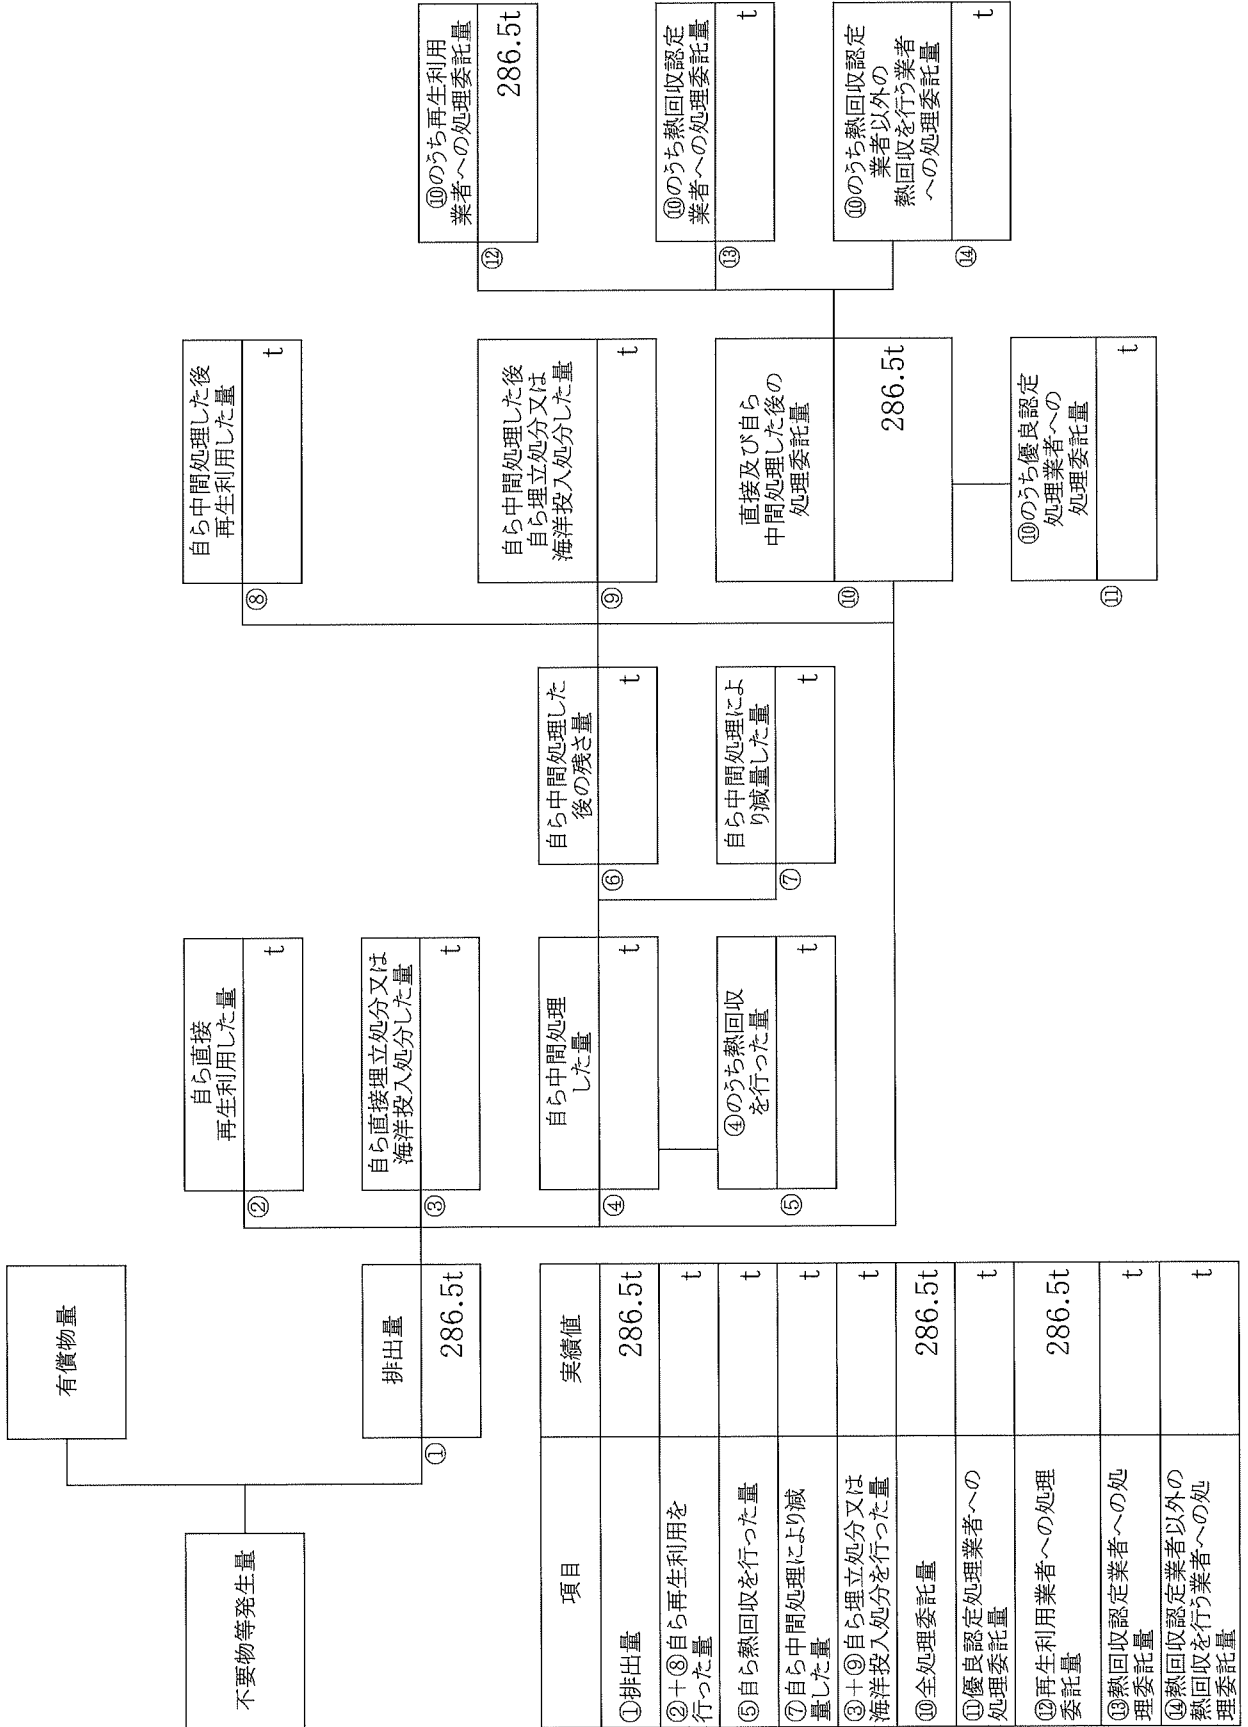 不要物等発生量
有償物量
①
排出量
286.5t
②
自ら直接
再生利用した量
t
③
自ら直接埋立処分又は
海洋投入処分した量
t
④
自ら中間処理
した量
t
⑤
④のうち熱回収
を行った量
t
⑥
自ら中間処理した
後の残さ量
t
⑦
自ら中間処理によ
り減量した量
t
⑧
自ら中間処理した後
再生利用した量
t
⑨
自ら中間処理した後
自ら埋立処分又は
海洋投入処分した量
t
⑩
直接及び自ら
中間処理した後の
処理委託量
286.5t
⑪
⑩のうち優良認定
処理業者への
処理委託量
t
⑫
⑩のうち再生利用
業者への処理委託量
286.5t
⑬
⑩のうち熱回収認定
業者への処理委託量
t
⑭
⑩のうち熱回収認定
業者以外の
熱回収を行う業者
への処理委託量
t
項目 実績値
①排出量 286.5t
②+⑧自ら再生利用を
行った量 t
⑤自ら熱回収を行った量 t
⑦自ら中間処理により減
量した量 t
③+⑨自ら埋立処分又は
海洋投入処分を行った量 t
⑩全処理委託量 286.5t
⑪優良認定処理業者への
処理委託量 t
⑫再生利用業者への処理
委託量 286.5t
⑬熱回収認定業者への処
理委託量 t
⑭熱回収認定業者以外の
熱回収を行う業者への処
理委託量 t